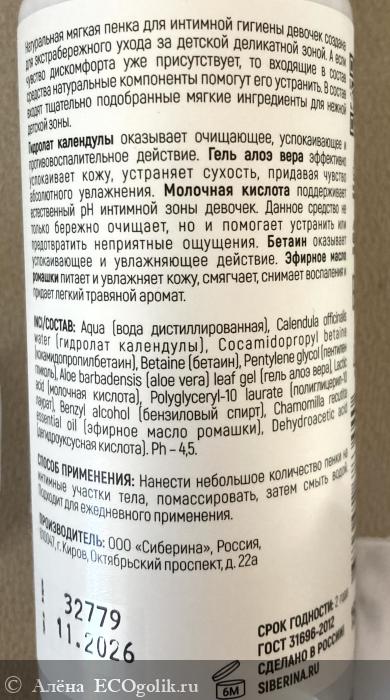 Натуральная мягкая пенка для интимной гигиены девочек создана
для экстрабережного ухода за детской деликатной зоной. А если
чувство дискомфорта уже присутствует, то входящие в состав
средства натуральные компоненты помогут его устранить. В состав
входят тщательно подобранные мягкие ингредиенты для нежной
детской зоны.
Гидролат календулы оказывает очищающее, успокаивающее и
противовоспалительное действие. Гель алоэ вера эффективно
успокаивает кожу, устраняет сухость, придавая чувство
абсолютного увлажнения. Молочная кислота поддерживает
естественный pH интимной зоны девочек. Данное средство не
только бережно очищает, но и помогает устранить или
предотвратить неприятные ощущения. Бетаин оказывает
успокаивающее и увлажняющее действие. Эфирное масло
ромашки питает и увлажняет кожу, смягчает, снимает воспаления и
придает легкий травяной аромат.
INCI/СОСТАВ: Aqua (вода дистиллированная), Calendula officinalis
water (гидролат календулы), Cocamidopropyl betaine
(кокамидопропилбетаин), Betaine (бетаин), Pentylene glycol (пентилен
гликоль), Aloe barbadensis (aloe vera) leaf gel (гель алоэ вера), Lactic
acid (молочная кислота), Polyglyceryl-10 laurate (полиглицерил-10
лаурат), Benzyl alcohol (бензиловый спирт), Chamomilla recutita
essential oil (эфирное масло ромашки), Dehydroacetic acid
(дегидроуксусная кислота). Ph – 4,5.
СПОСОБ ПРИМЕНЕНИЯ: Нанести небольшое количество пенки на
интимные участки тела, помассировать, затем смыть водой.
Подходит для ежедневного применения.
ПРОИЗВОДИТЕЛЬ: ООО «Сиберина», Россия,
г. Киров, Октябрьский проспект, д. 22а
32779
11.2026
6M
СРОК ГОДНОСТИ: 2 года
ГОСТ 31696-2012
СДЕЛАНО В РОССИИ
SIBERINA.RU
© Алёна ECOgolik.ru